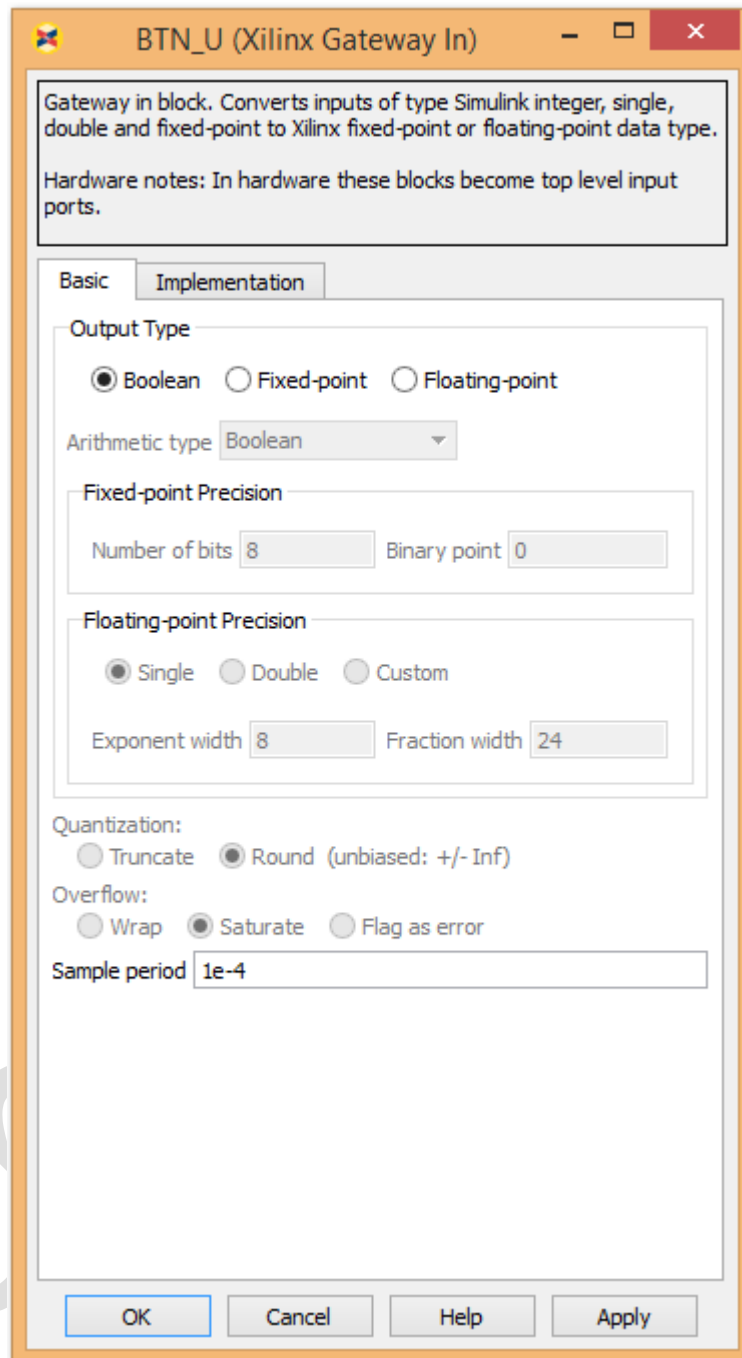 BTN_U (Xilinx Gateway In)
Gateway in block. Converts inputs of type Simulink integer, single,
double and fixed-point to Xilinx fixed-point or floating-point data type.
Hardware notes: In hardware these blocks become top level input
ports.
Basic Implementation
Output Type
Boolean Fixed-point Floating-point
Arithmetic type Boolean
Fixed-point Precision
Number of bits 8 Binary point 0
Floating-point Precision
Single Double Custom
Exponent width 8 Fraction width 24
Quantization:
Truncate Round (unbiased: +/- Inf)
Overflow:
Wrap Saturate Flag as error
Sample period 1e-4
OK Cancel Help Apply